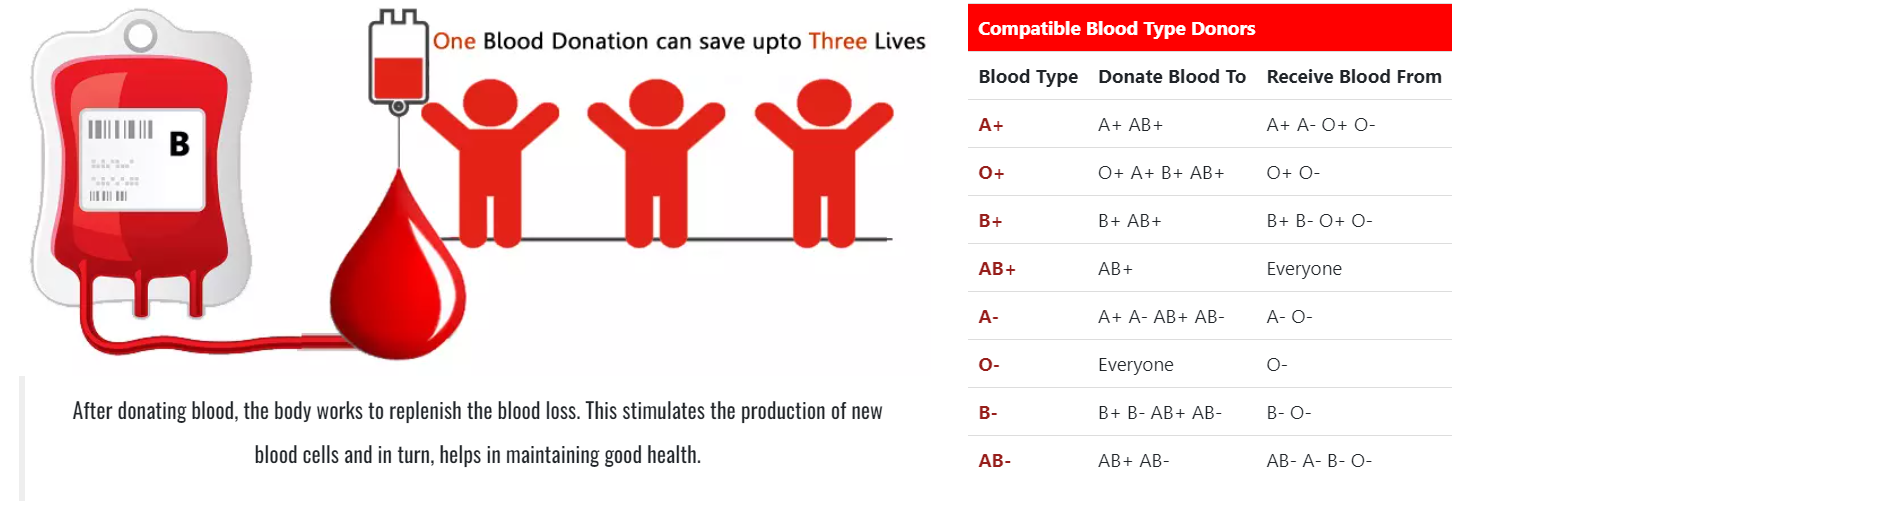 B
One Blood Donation can save upto Three Lives
After donating blood, the body works to replenish the blood loss. This stimulates the production of new
blood cells and in turn, helps in maintaining good health.
Compatible Blood Type Donors
Blood Type Donate Blood To Receive Blood From
A+ A+ AB+ A+ A- O+ O-
O+ O+ A+ B+ AB+ O+ O-
B+ B+ AB+ B+ B- O+ O-
AB+ AB+ Everyone
A- A+ A- AB+ AB- A- O-
O- Everyone O-
B- B+ B- AB+ AB- B- O-
AB- AB+ AB- AB- A- B- O-